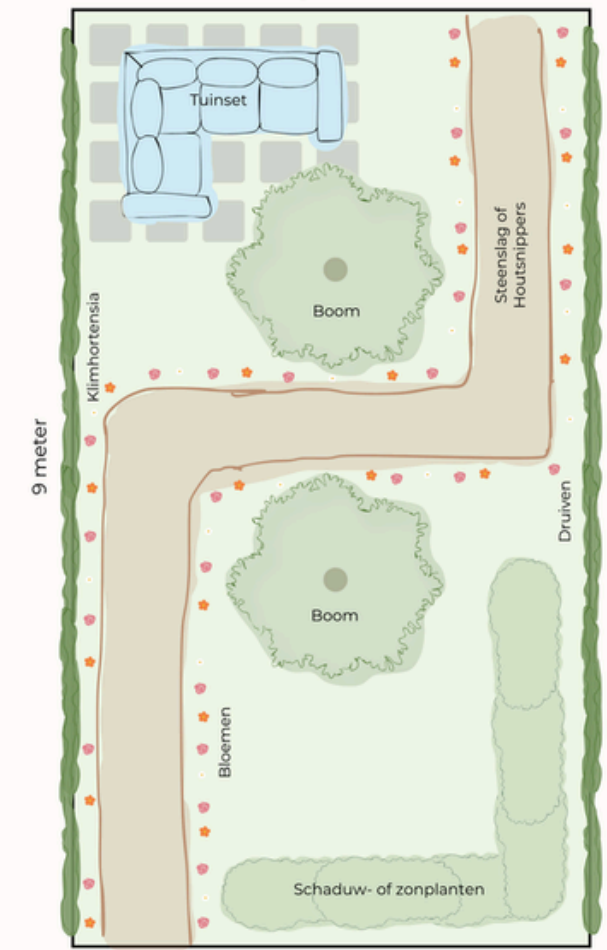 Tuinset
Steenslag of
Houtsnippers
Boom
Klimhortensia
9 meter
Druiven
Boom
Bloemen
Schaduw- of zonplanten